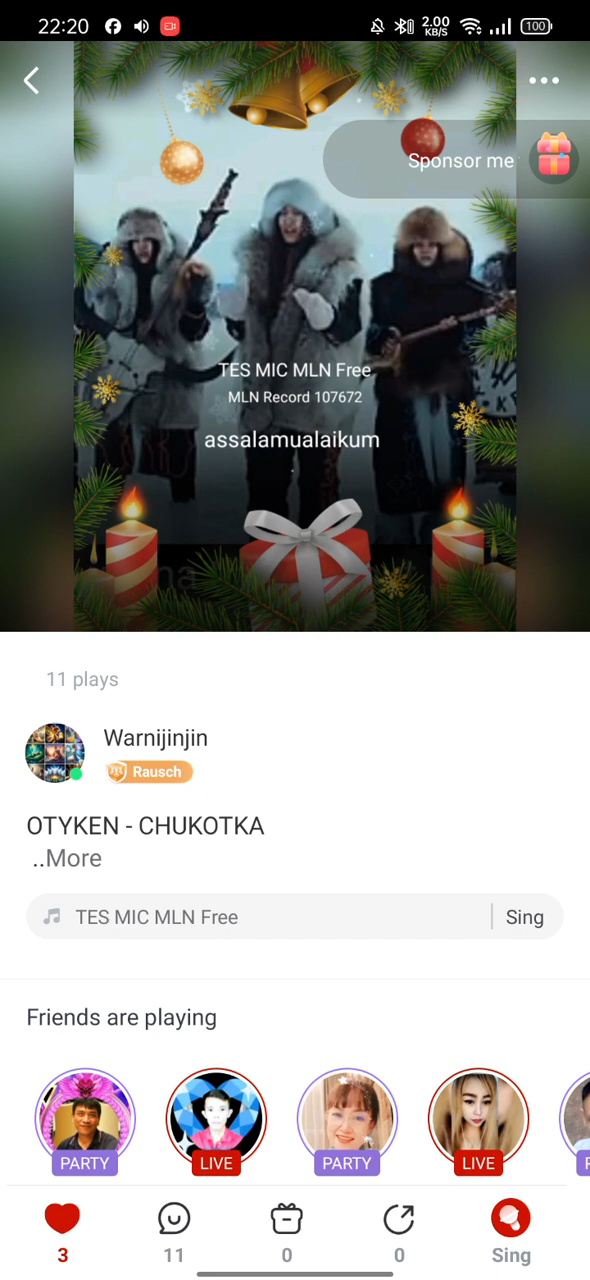 22:20
2.00
KB/S
100
Sponsor me
TES MIC MLN Free
MLN Record 107672
assalamualaikum
11 plays
Warnijinjin
Rausch
OTYKEN - CHUKOTKA
..More
TES MIC MLN Free
Sing
Friends are playing
PARTY
LIVE
PARTY
LIVE
3
11
0
0
Sing